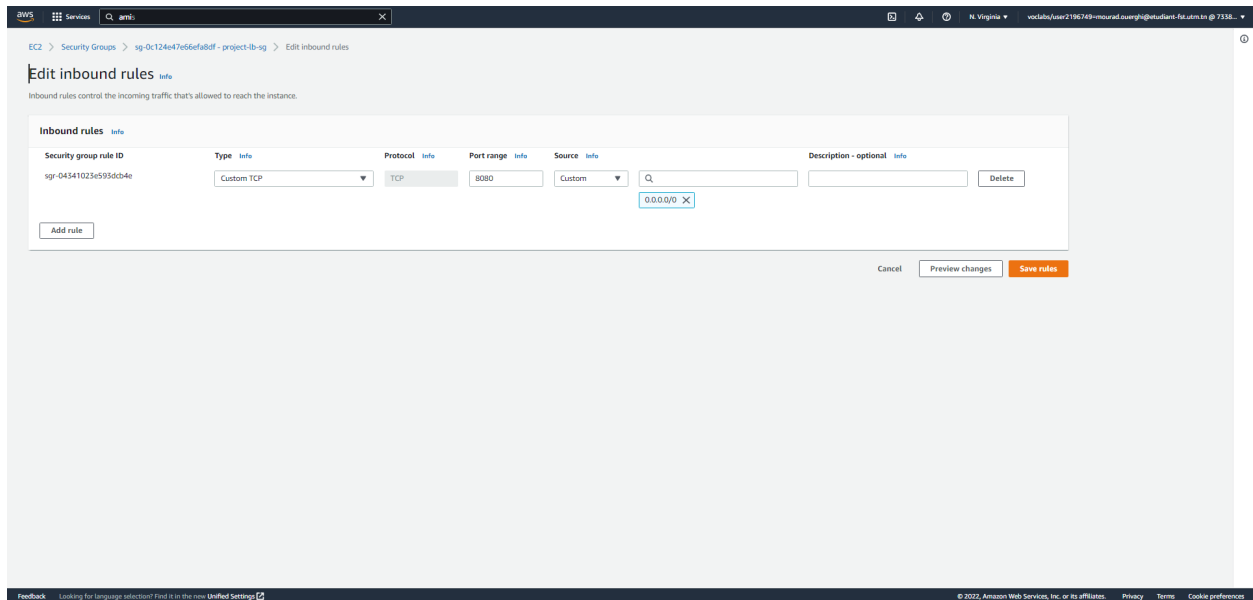 aws Services amis N. Virginia voclabs/user2196749=mourad.ouerghi@etudiant-fst.utm.tn @ 7338...
EC2 > Security Groups > sg-0c124e47e66efa8df - project-lb-sg > Edit inbound rules
Edit inbound rules Info
Inbound rules control the incoming traffic that's allowed to reach the instance.
Inbound rules Info
Security group rule ID Type Info Protocol Info Port range Info Source Info Description - optional Info
sgr-04341023e593dcb4e Custom TCP TCP 8080 Custom Delete
0.0.0.0/0
Add rule
Cancel Preview changes Save rules
Feedback Looking for language selection? Find it in the new Unified Settings © 2022, Amazon Web Services, Inc. or its affiliates. Privacy Terms Cookie preferences